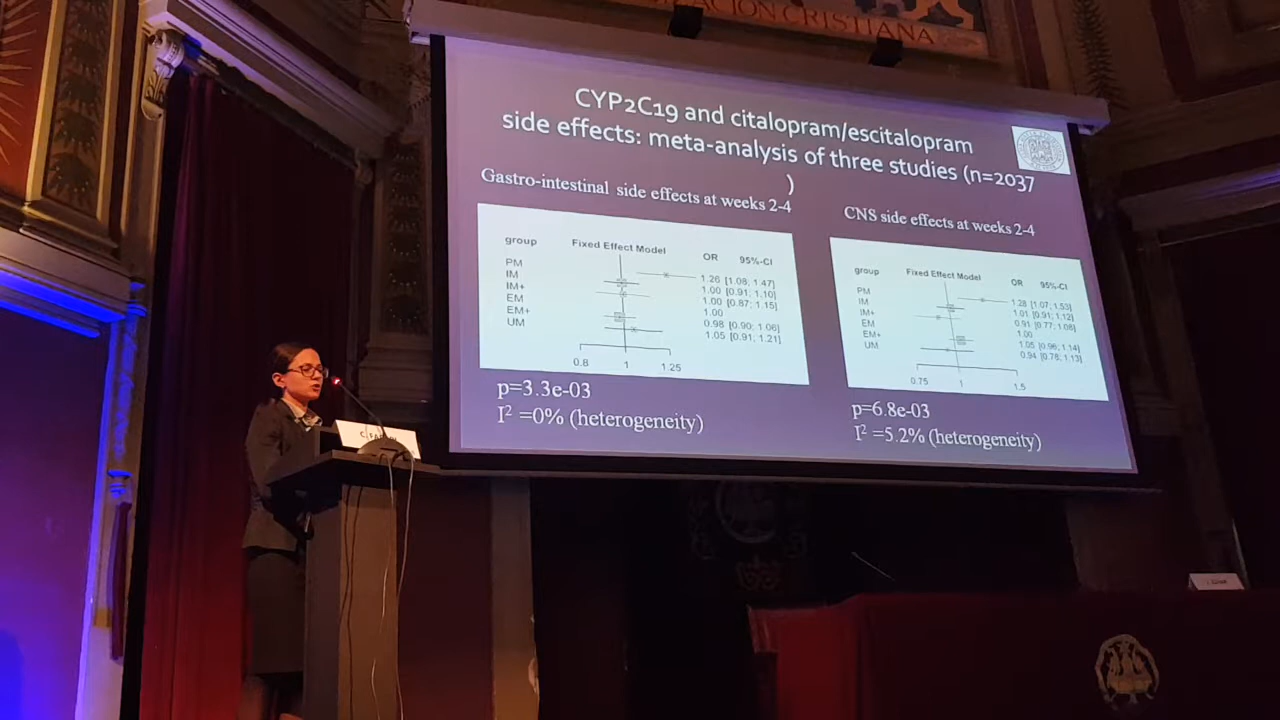 ACIÓN CRISTIANA
CYP2C19 and citalopram/escitalopram
side effects: meta-analysis of three studies (n=2037
)
Gastro-intestinal side effects at weeks 2-4
group Fixed Effect Model OR 95%-CI
PM 1.26 [1.08; 1.47]
IM 1.00 [0.91; 1.10]
IM+ 1.00 [0.87; 1.15]
EM 1.00
EM+ 0.98 [0.90; 1.06]
UM 1.05 [0.91; 1.21]
0.8 1 1.25
p=3.3e-03
I² =0% (heterogeneity)
CNS side effects at weeks 2-4
group Fixed Effect Model OR 95%-CI
PM 1.28 [1.07; 1.53]
IM 1.01 [0.91; 1.12]
IM+ 0.91 [0.77; 1.08]
EM 1.00
EM+ 1.05 [0.96; 1.14]
UM 0.94 [0.78; 1.13]
0.75 1 1.5
p=6.8e-03
I² =5.2% (heterogeneity)